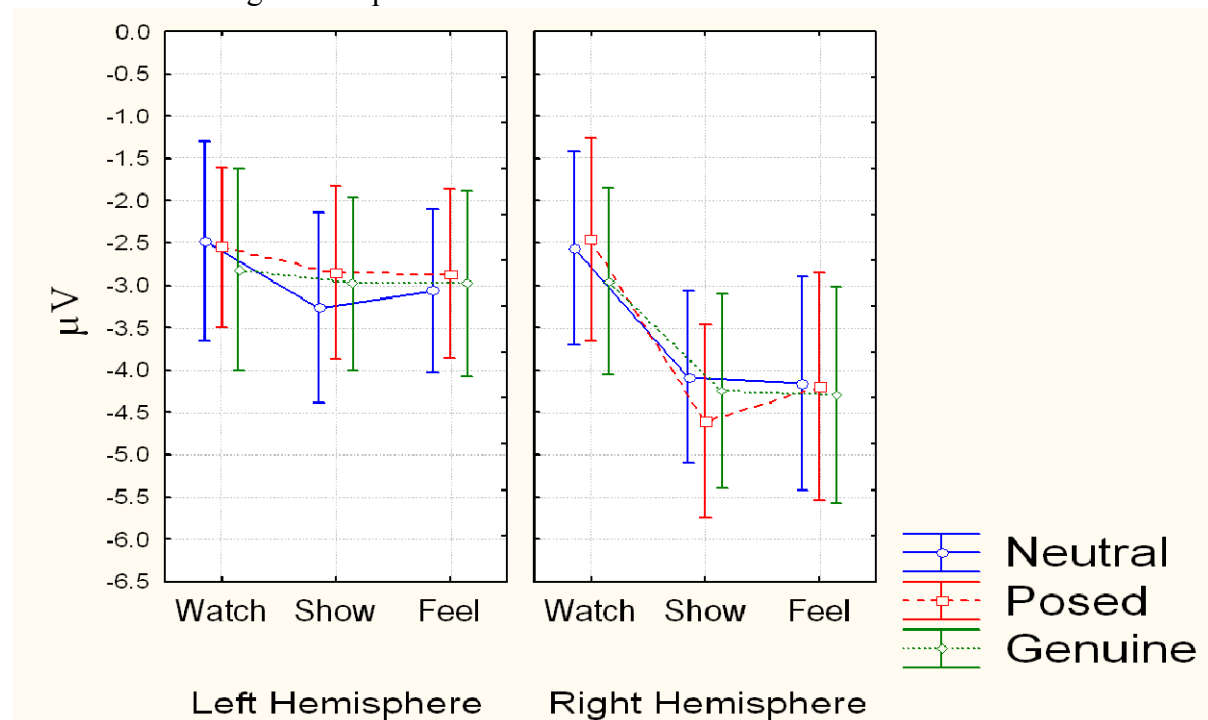 0.0
-0.5
-1.0
-1.5
-2.0
-2.5
-3.0
-3.5
-4.0
-4.5
-5.0
-5.5
-6.0
-6.5
μV
Watch Show Feel
Watch Show Feel
Left Hemisphere
Right Hemisphere
Neutral
Posed
Genuine